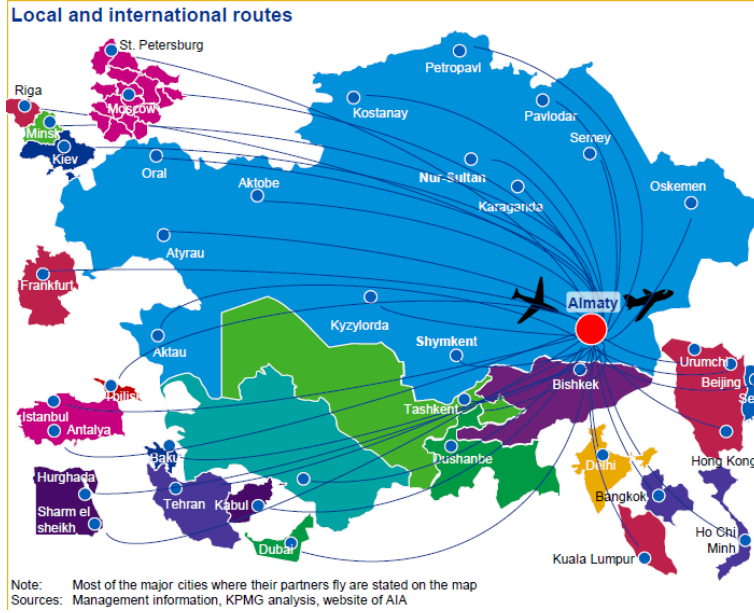 Local and international routes
St. Petersburg
Riga
Moscow
Minsk
Kiev
Petropavl
Kostanay
Pavlodar
Semey
Oral
Nur-Sultan
Aktobe
Karaganda
Oskemen
Atyrau
Frankfurt
Almaty
Kyzylorda
Aktau
Shymkent
Urumchi
Bishkek
Beijing
Tbilisi
Se
Istanbul
Tashkent
Antalya
Baku
Dushanbe
Delhi
Hong Kong
Hurghada
Tehran
Kabul
Bangkok
Sharm el
sheikh
Dubai
Kuala Lumpur
Ho Chi
Minh
Note: Most of the major cities where their partners fly are stated on the map
Sources: Management information, KPMG analysis, website of AIA